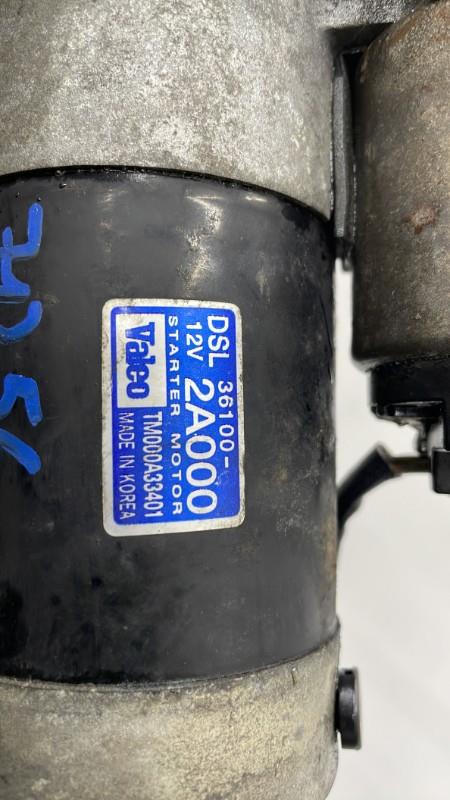 DSL 36100-
12V 2A000
STARTER MOTOR
Valeo TM000A33401
MADE IN KOREA